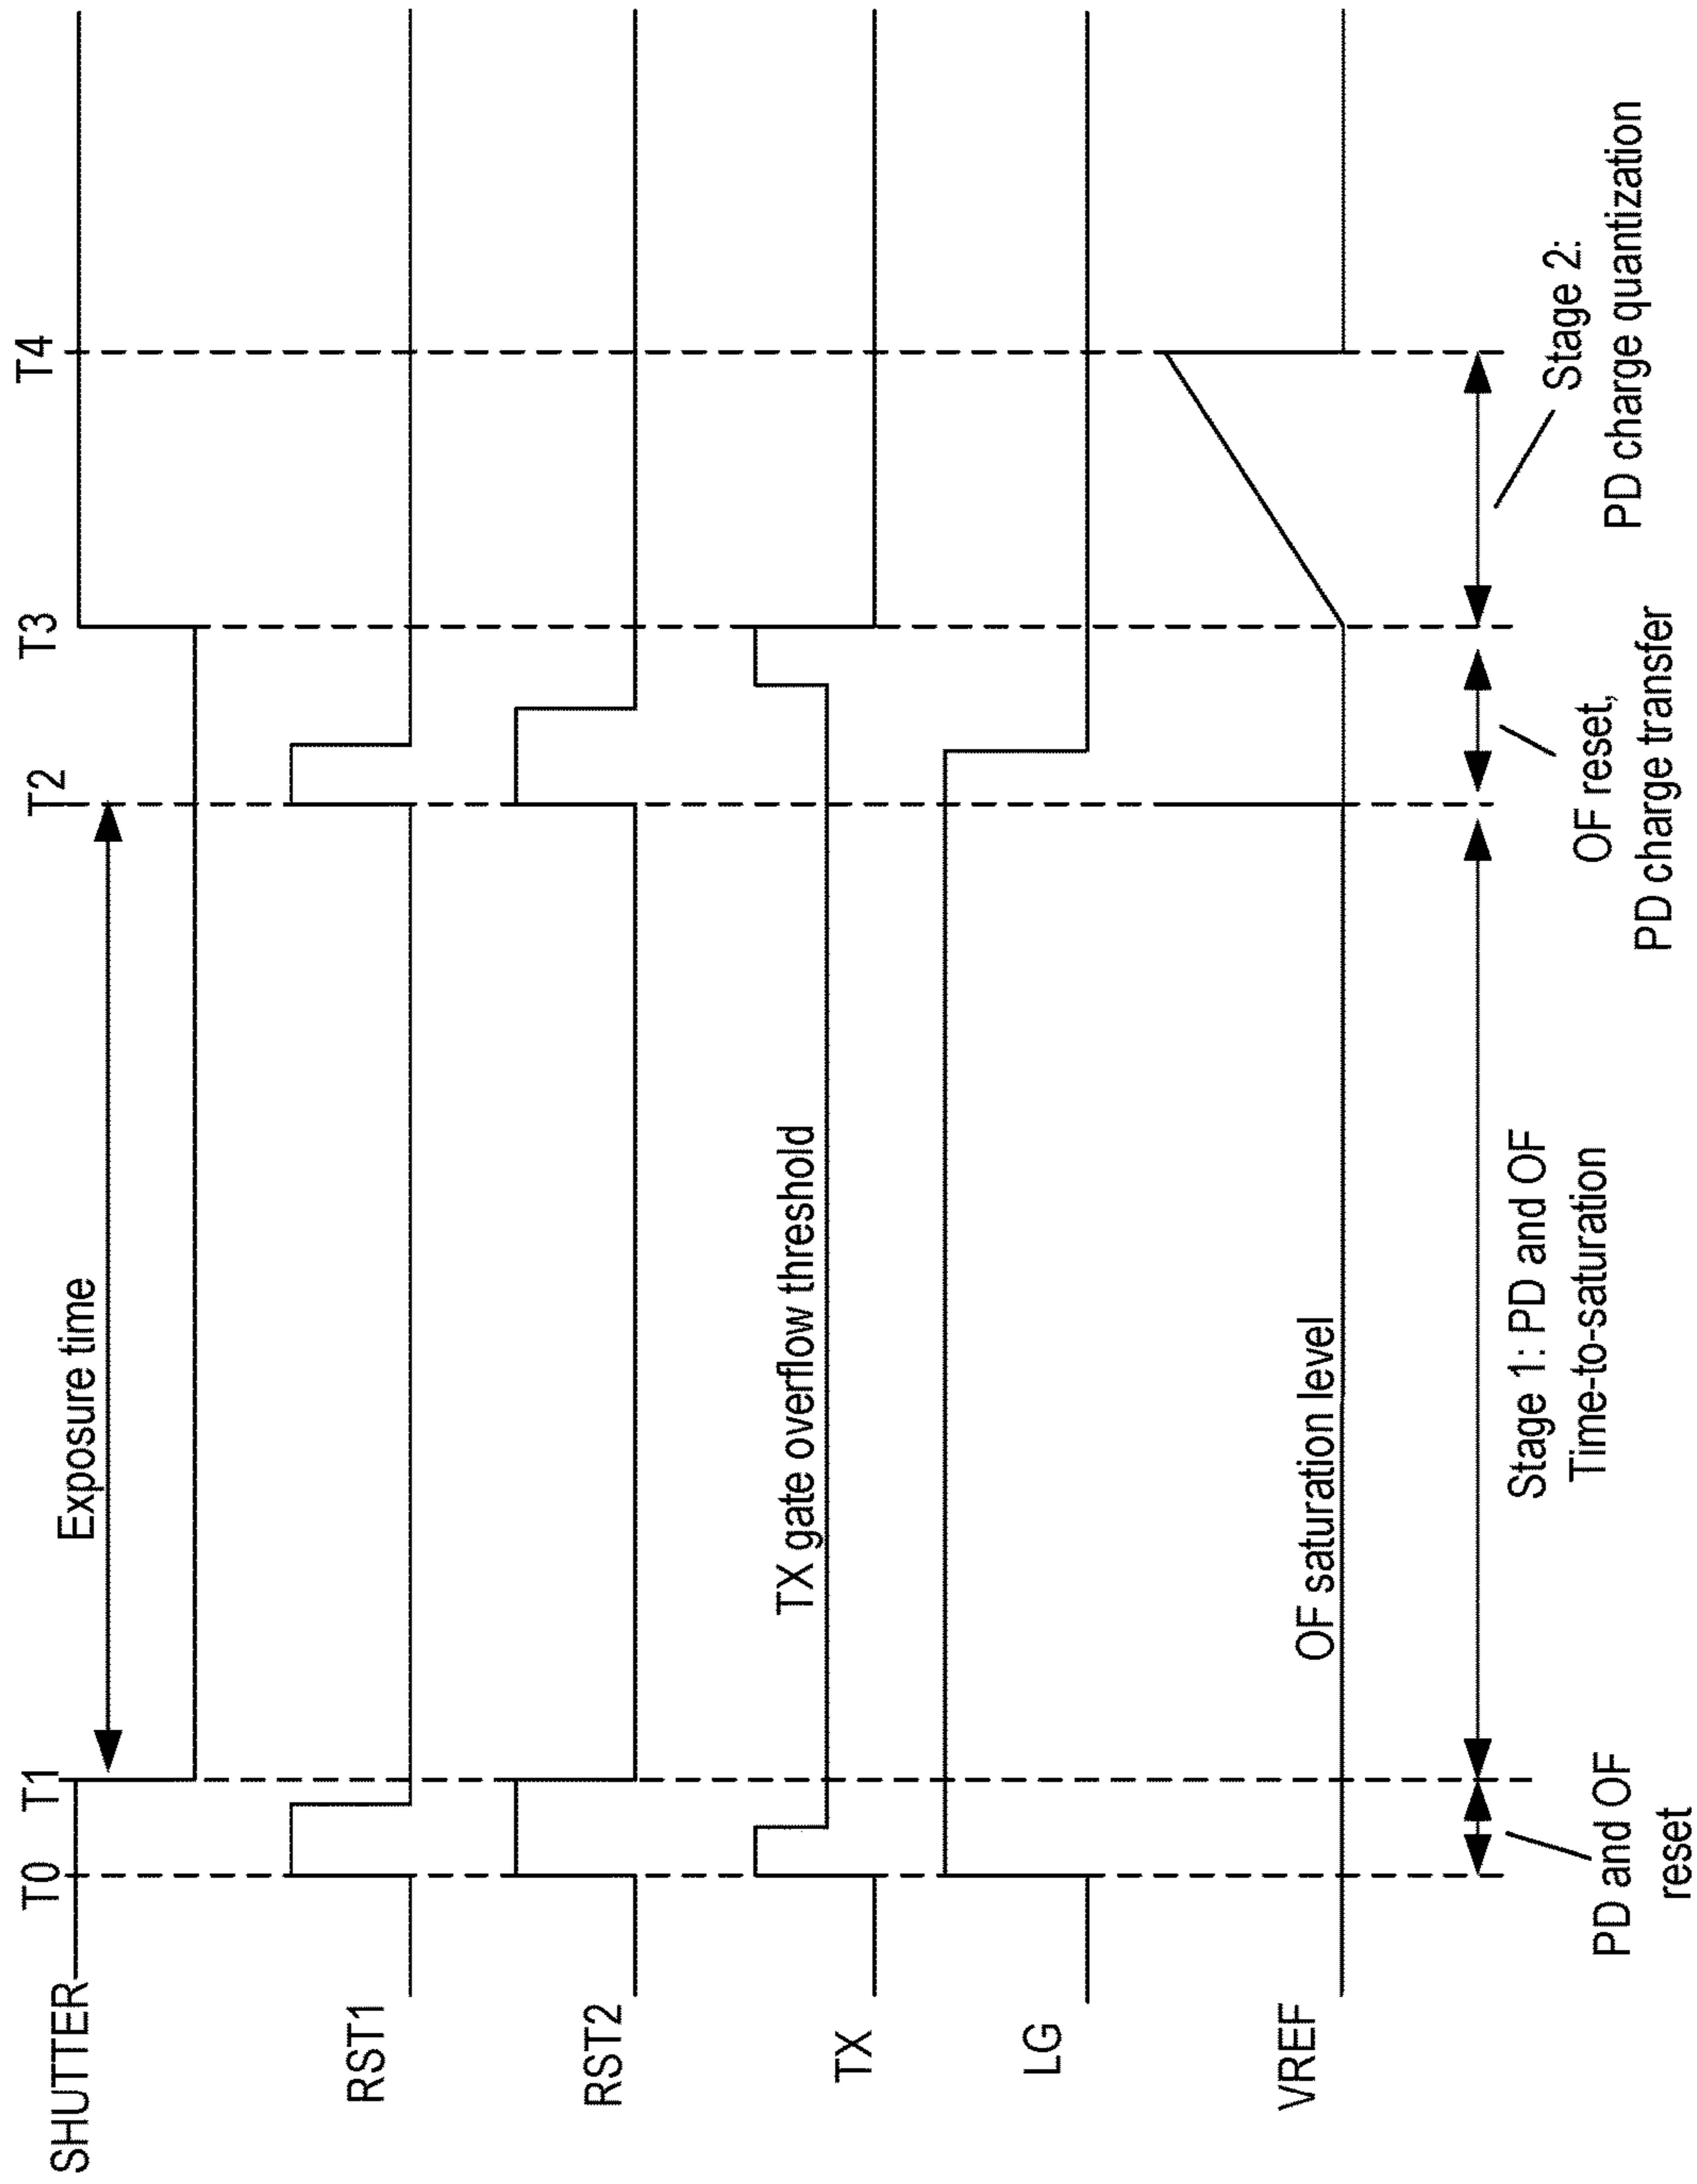 T0
T1
T2
T3
T4
SHUTTER
Exposure time
RST1
RST2
TX
TX gate overflow threshold
LG
VREF
OF saturation level
PD and OF
reset
Stage 1: PD and OF
Time-to-saturation
OF reset,
PD charge transfer
Stage 2:
PD charge quantization